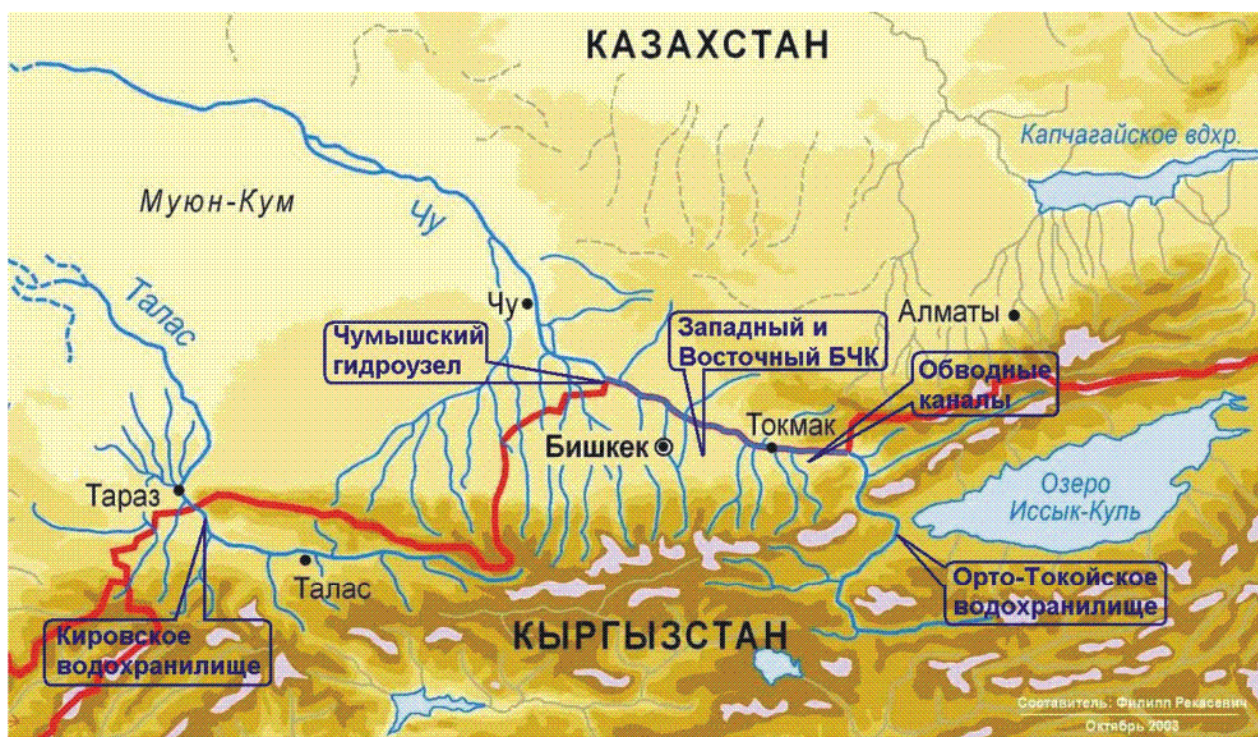 КАЗАХСТАН
Капчагайское вдхр.
Муюн-Кум
Чу
Талас
Чу
Алматы
Чумышский
гидроузел
Западный и
Восточный БЧК
Обводные
каналы
Токмак
Бишкек
Тараз
Озеро
Иссык-Куль
Талас
Орто-Токойское
водохранилище
Кировское
водохранилище
КЫРГЫЗСТАН
Составитель: Филипп Рекасевич
Октябрь 2003